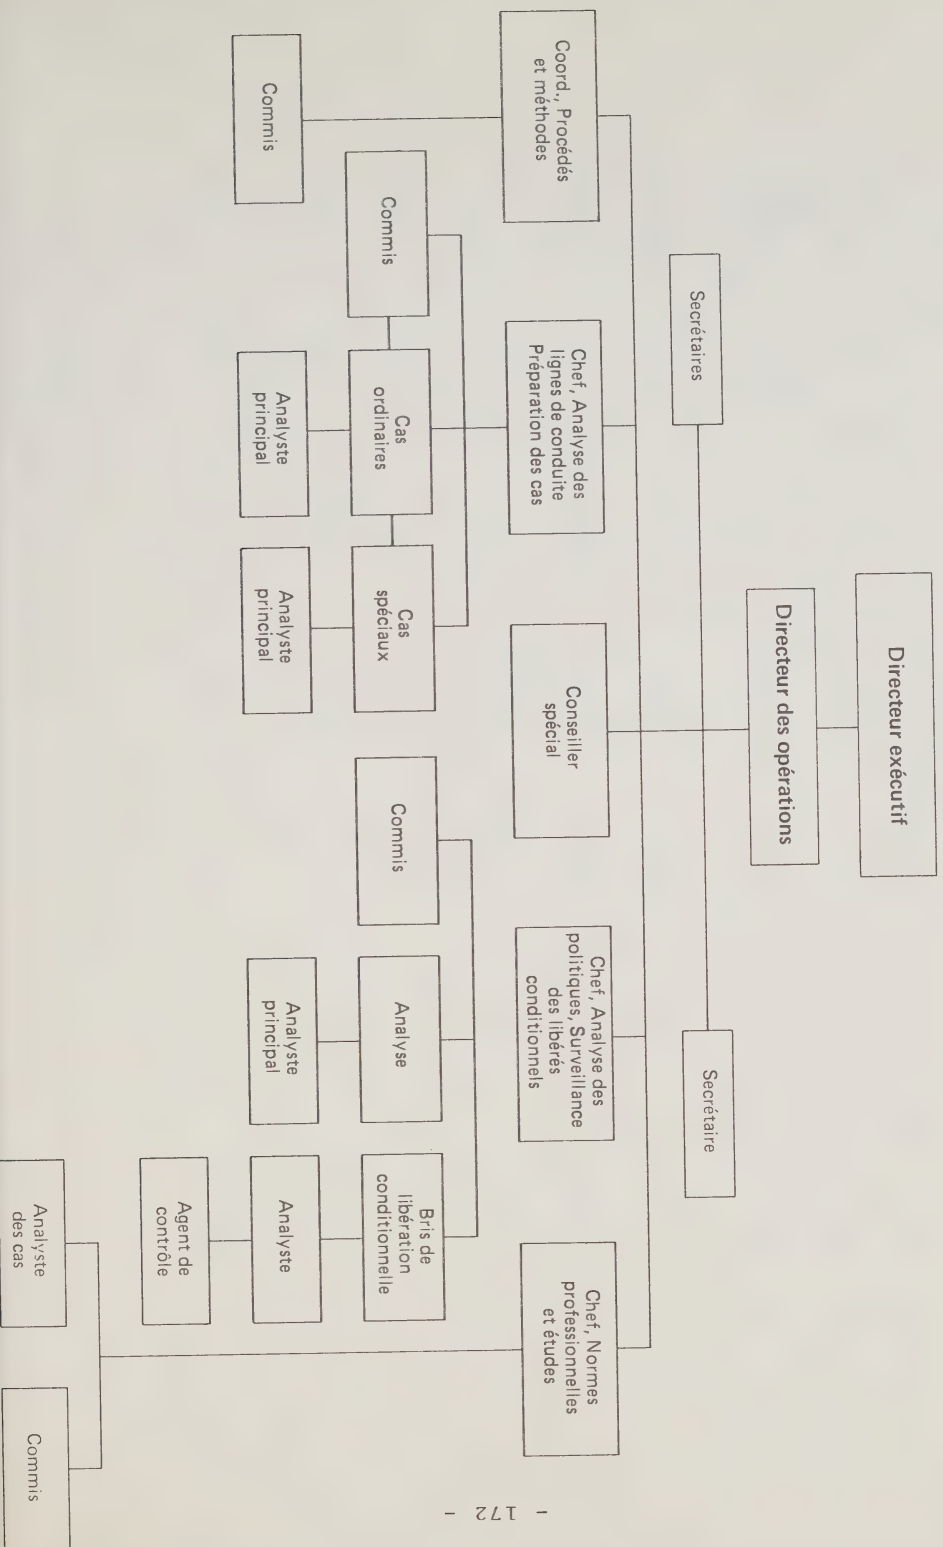 Directeur exécutif
Directeur des opérations
Secrétaires
Secrétaire
Coord., Procédés
et méthodes
Chef, Analyse des
lignes de conduite
Préparation des cas
Conseiller
spécial
Chef, Analyse des
politiques, Surveillance
des libérés
conditionnels
Chef, Normes
professionnelles
et études
Commis
Commis
Cas
ordinaires
Cas
spéciaux
Analyste
principal
Analyste
principal
Commis
Analyse
Bris de
libération
conditionnelle
Analyste
principal
Analyste
Agent de
contrôle
Analyste
des cas
Commis
- 172 -